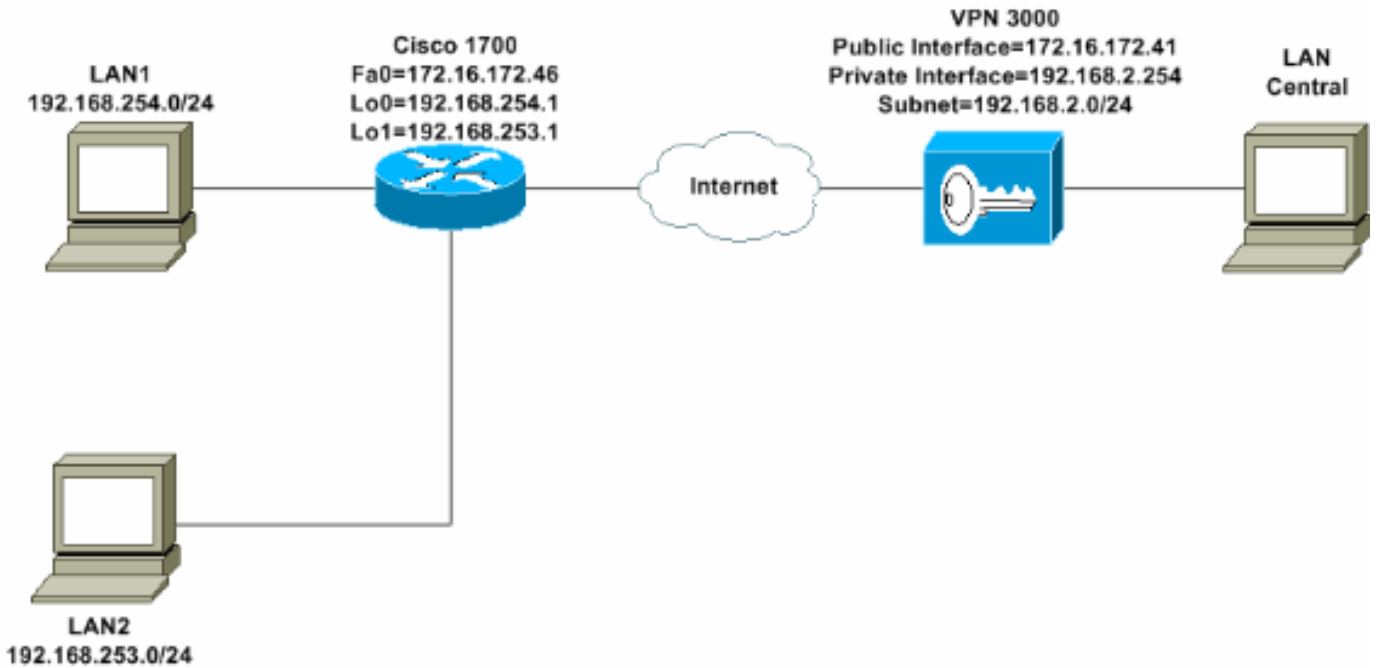 LAN1
192.168.254.0/24
Cisco 1700
Fa0=172.16.172.46
Lo0=192.168.254.1
Lo1=192.168.253.1
Internet
VPN 3000
Public Interface=172.16.172.41
Private Interface=192.168.2.254
Subnet=192.168.2.0/24
LAN
Central
LAN2
192.168.253.0/24